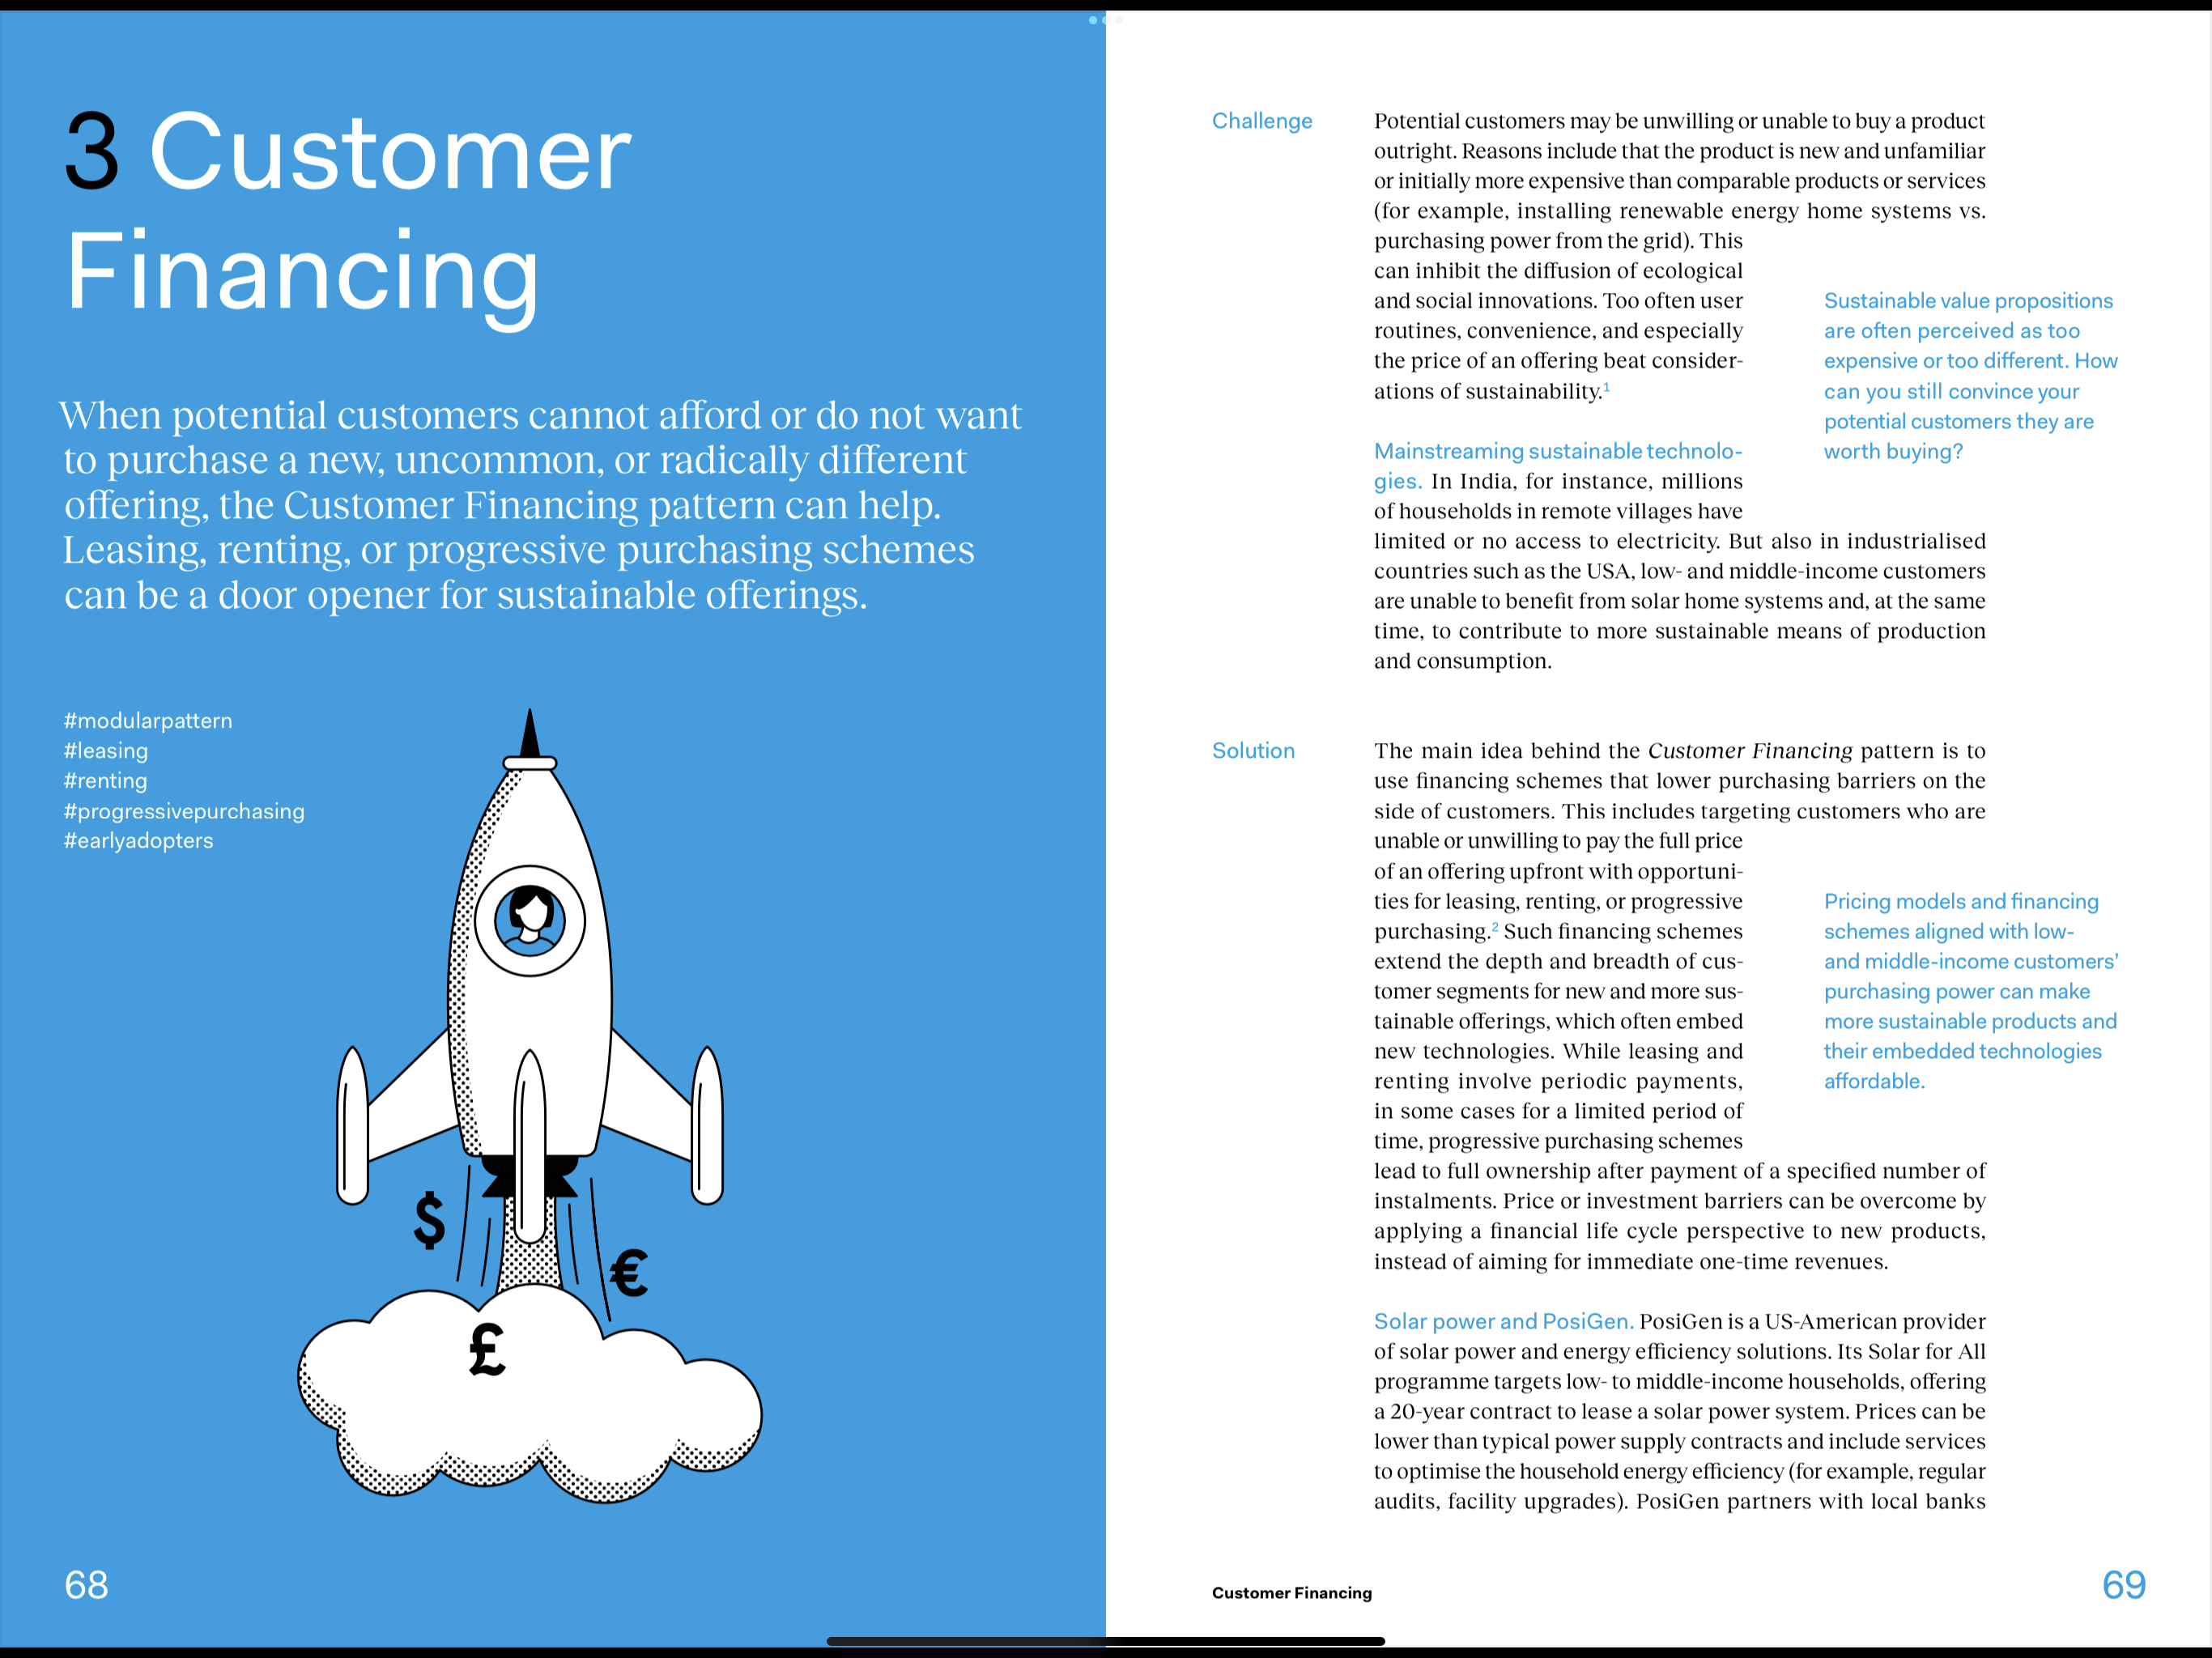 3 Customer
Financing
When potential customers cannot afford or do not want
to purchase a new, uncommon, or radically different
offering, the Customer Financing pattern can help.
Leasing, renting, or progressive purchasing schemes
can be a door opener for sustainable offerings.
#modularpattern
#leasing
#renting
#progressivepurchasing
#earlyadopters
$
€
£
68
Challenge
Potential customers may be unwilling or unable to buy a product
outright. Reasons include that the product is new and unfamiliar
or initially more expensive than comparable products or services
(for example, installing renewable energy home systems vs.
purchasing power from the grid). This
can inhibit the diffusion of ecological
and social innovations. Too often user
routines, convenience, and especially
the price of an offering beat consider-
ations of sustainability.1
Sustainable value propositions
are often perceived as too
expensive or too different. How
can you still convince your
potential customers they are
worth buying?
Mainstreaming sustainable technolo-
gies. In India, for instance, millions
of households in remote villages have
limited or no access to electricity. But also in industrialised
countries such as the USA, low- and middle-income customers
are unable to benefit from solar home systems and, at the same
time, to contribute to more sustainable means of production
and consumption.
Solution
The main idea behind the Customer Financing pattern is to
use financing schemes that lower purchasing barriers on the
side of customers. This includes targeting customers who are
unable or unwilling to pay the full price
of an offering upfront with opportuni-
ties for leasing, renting, or progressive
purchasing.2 Such financing schemes
extend the depth and breadth of cus-
tomer segments for new and more sus-
tainable offerings, which often embed
new technologies. While leasing and
renting involve periodic payments,
in some cases for a limited period of
time, progressive purchasing schemes
lead to full ownership after payment of a specified number of
instalments. Price or investment barriers can be overcome by
applying a financial life cycle perspective to new products,
instead of aiming for immediate one-time revenues.
Pricing models and financing
schemes aligned with low-
and middle-income customers'
purchasing power can make
more sustainable products and
their embedded technologies
affordable.
Solar power and PosiGen. PosiGen is a US-American provider
of solar power and energy efficiency solutions. Its Solar for All
programme targets low- to middle-income households, offering
a 20-year contract to lease a solar power system. Prices can be
lower than typical power supply contracts and include services
to optimise the household energy efficiency (for example, regular
audits, facility upgrades). PosiGen partners with local banks
Customer Financing
69